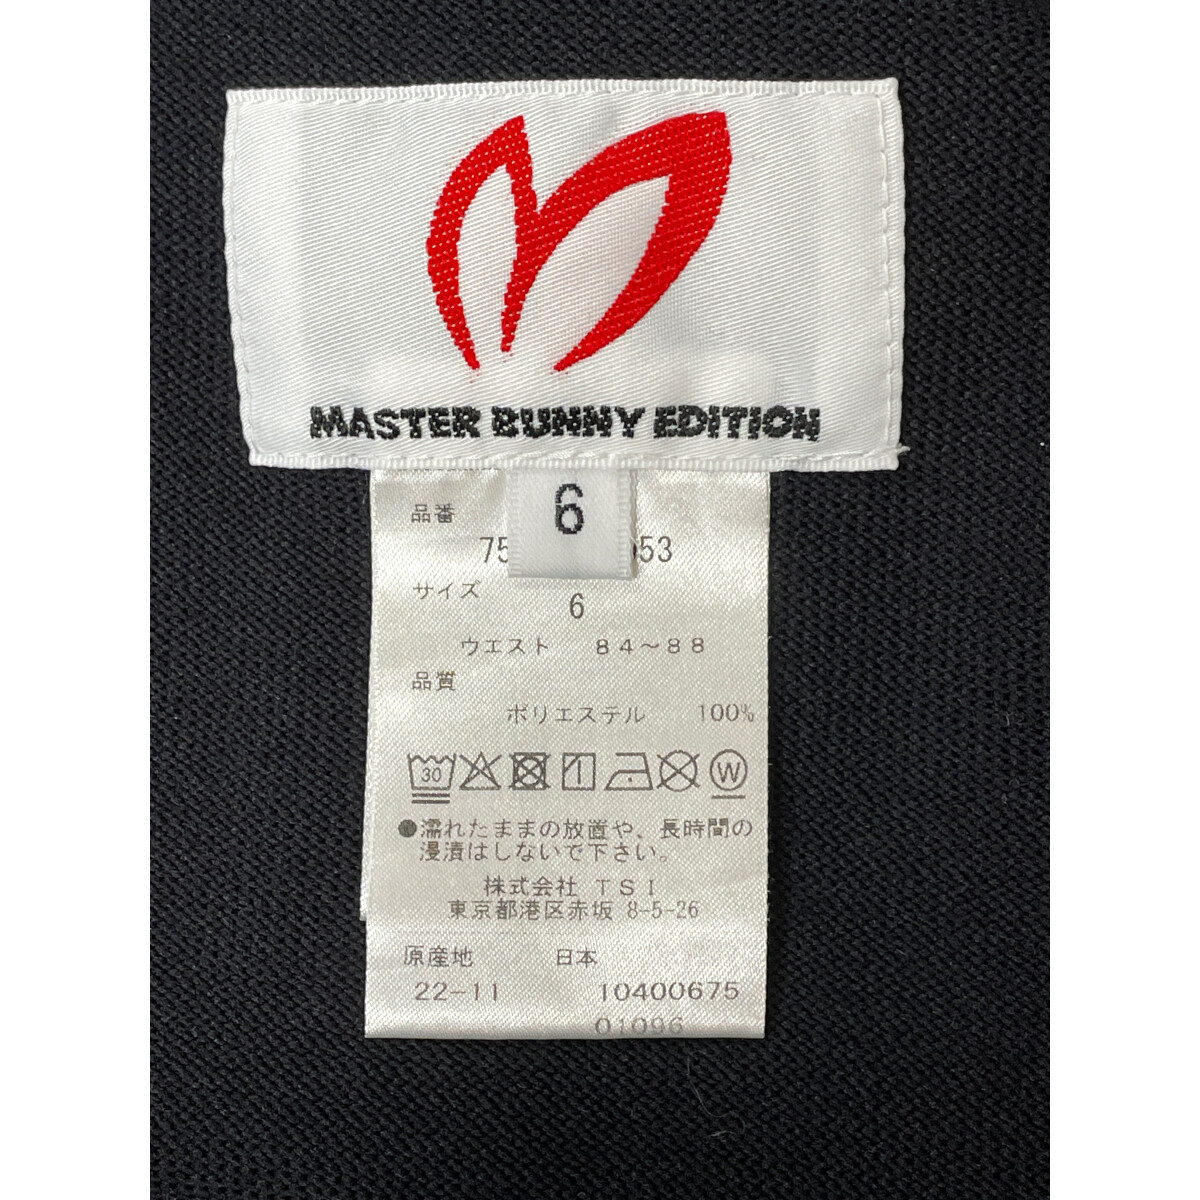 MASTER BUNNY EDITION
6
品番
75 53
サイズ
6
ウエスト 84～88
品質
ポリエステル 100%
30 W
●濡れたままの放置や、長時間の
浸漬はしないで下さい。
株式会社 TSI
東京都港区赤坂 8-5-26
原産地 日本
22-11 10400675
01096